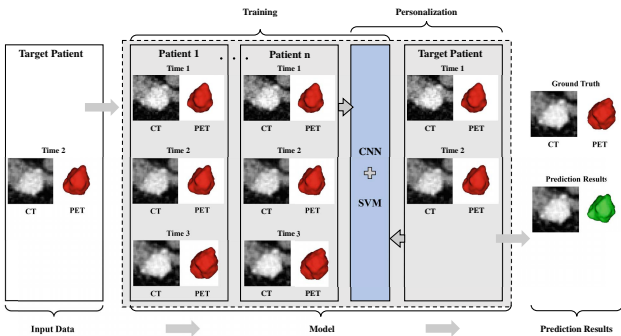 Training
Personalization
Target Patient
Time 2
CT PET
Input Data
Patient 1
Time 1
CT PET
Time 2
CT PET
Time 3
CT PET
. . .
Patient n
Time 1
CT PET
Time 2
CT PET
Time 3
CT PET
CNN
+
SVM
Target Patient
Time 1
CT PET
Time 2
CT PET
Model
Ground Truth
CT PET
Prediction Results
Prediction Results